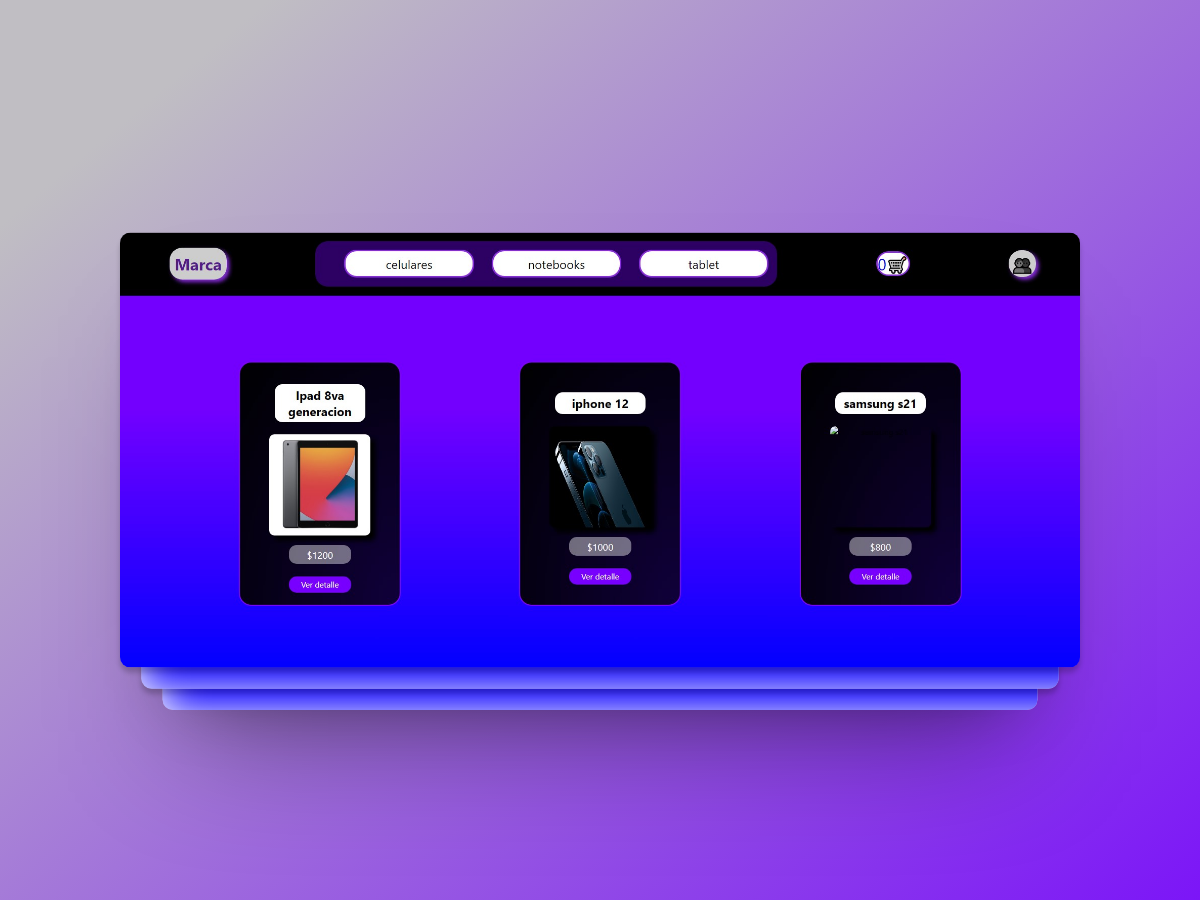 Marca
celulares
notebooks
tablet
0
Ipad 8va
generacion
$1200
Ver detalle
iphone 12
$1000
Ver detalle
samsung s21
$800
Ver detalle